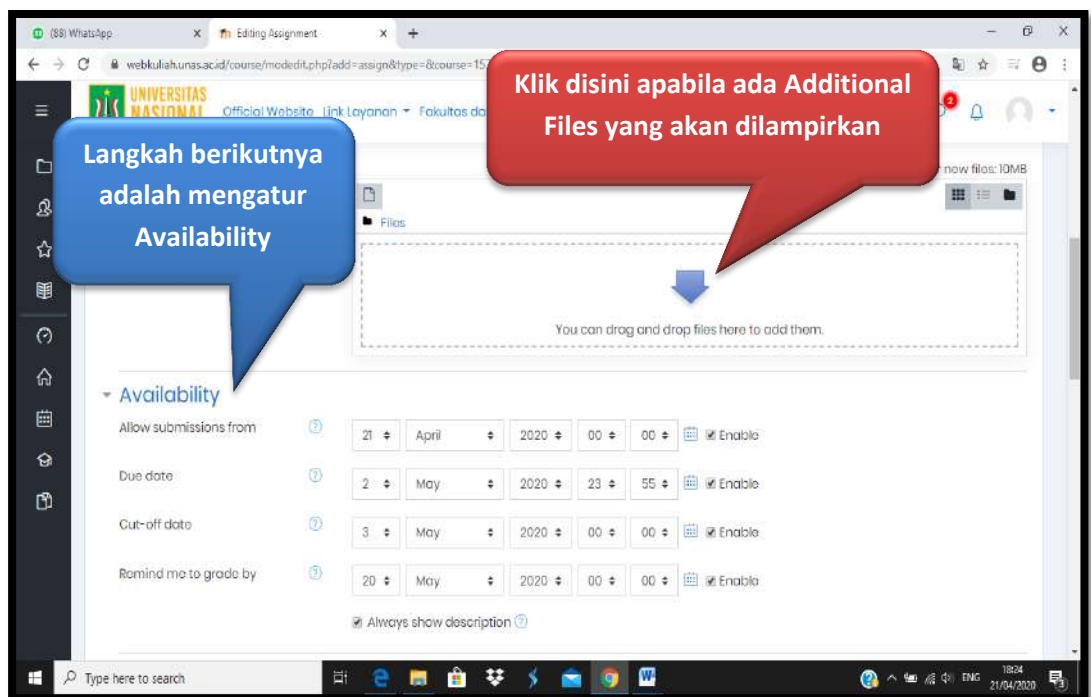 (88) WhatsApp
Editing Assignment
webkuliah.unas.ac.id/course/modedit.php?add=assign&type=&course=157
UNIVERSITAS
NASIONAL
Official Website Link Layanan Fakultas da
Klik disini apabila ada Additional
Files yang akan dilampirkan
Langkah berikutnya
adalah mengatur
Availability
new files: 10MB
Files
You can drag and drop files here to add them.
Availability
Allow submissions from 21 April 2020 00 00 Enable
Due date 2 May 2020 23 55 Enable
Cut-off date 3 May 2020 00 00 Enable
Remind me to grade by 20 May 2020 00 00 Enable
Always show description
Type here to search
ENG
18:24
21/04/2020